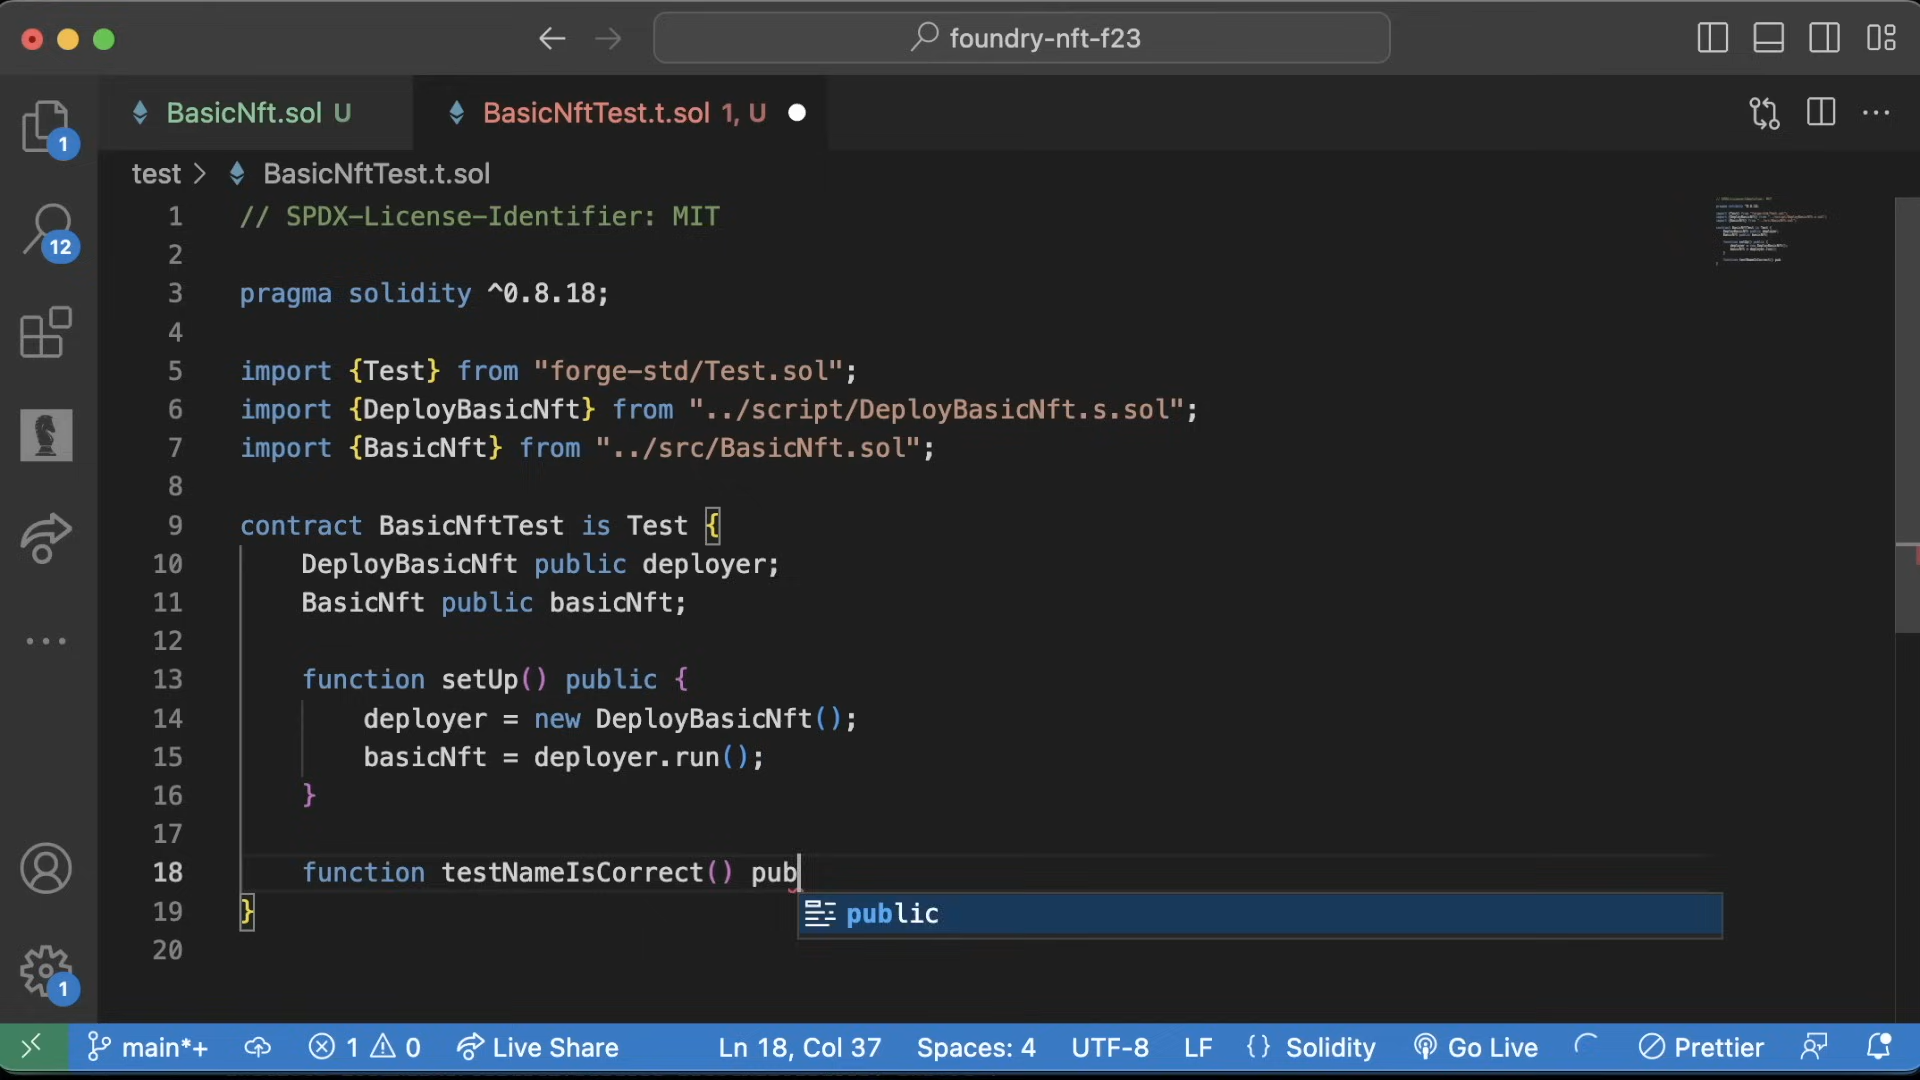 foundry-nft-f23
BasicNft.sol U
BasicNftTest.t.sol 1, U
test > BasicNftTest.t.sol
1
12
1
1 // SPDX-License-Identifier: MIT
2
3 pragma solidity ^0.8.18;
4
5 import {Test} from "forge-std/Test.sol";
6 import {DeployBasicNft} from "../script/DeployBasicNft.s.sol";
7 import {BasicNft} from "../src/BasicNft.sol";
8
9 contract BasicNftTest is Test {
10 DeployBasicNft public deployer;
11 BasicNft public basicNft;
12
13 function setUp() public {
14 deployer = new DeployBasicNft();
15 basicNft = deployer.run();
16 }
17
18 function testNameIsCorrect() pub
public
19 }
20
main*+ 1 0 Live Share Ln 18, Col 37 Spaces: 4 UTF-8 LF {} Solidity Go Live Prettier